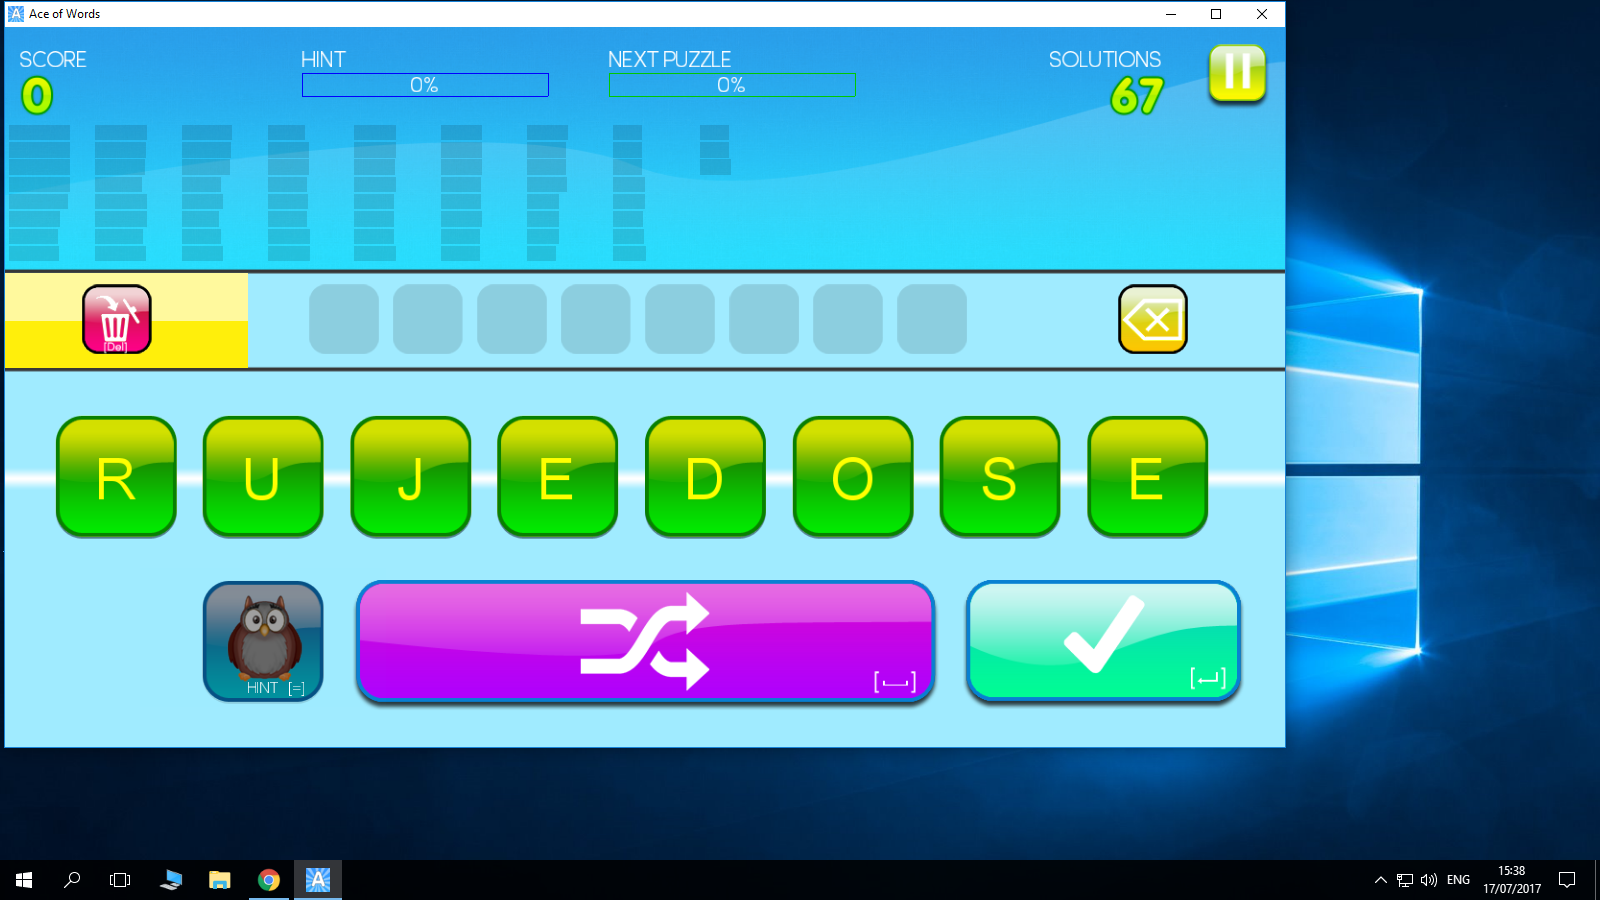 Ace of Words
SCORE
HINT
NEXT PUZZLE
SOLUTIONS
0
0%
0%
67
[Del]
R U J E D O S E
HINT [=]
ENG
15:38
17/07/2017